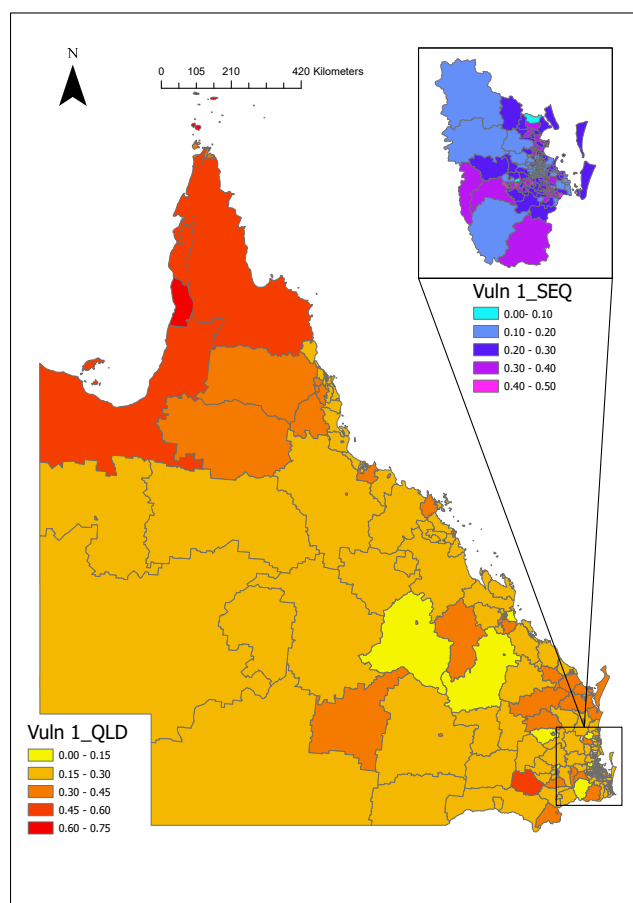 N
0 105 210 420 Kilometers
Vuln 1_SEQ
0.00- 0.10
0.10 - 0.20
0.20 - 0.30
0.30 - 0.40
0.40 - 0.50
Vuln 1_QLD
0.00 - 0.15
0.15 - 0.30
0.30 - 0.45
0.45 - 0.60
0.60 - 0.75